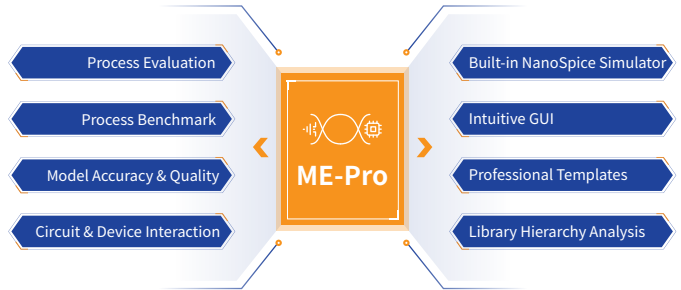 Process Evaluation
Process Benchmark
Model Accuracy & Quality
Circuit & Device Interaction
ME-Pro
Built-in NanoSpice Simulator
Intuitive GUI
Professional Templates
Library Hierarchy Analysis